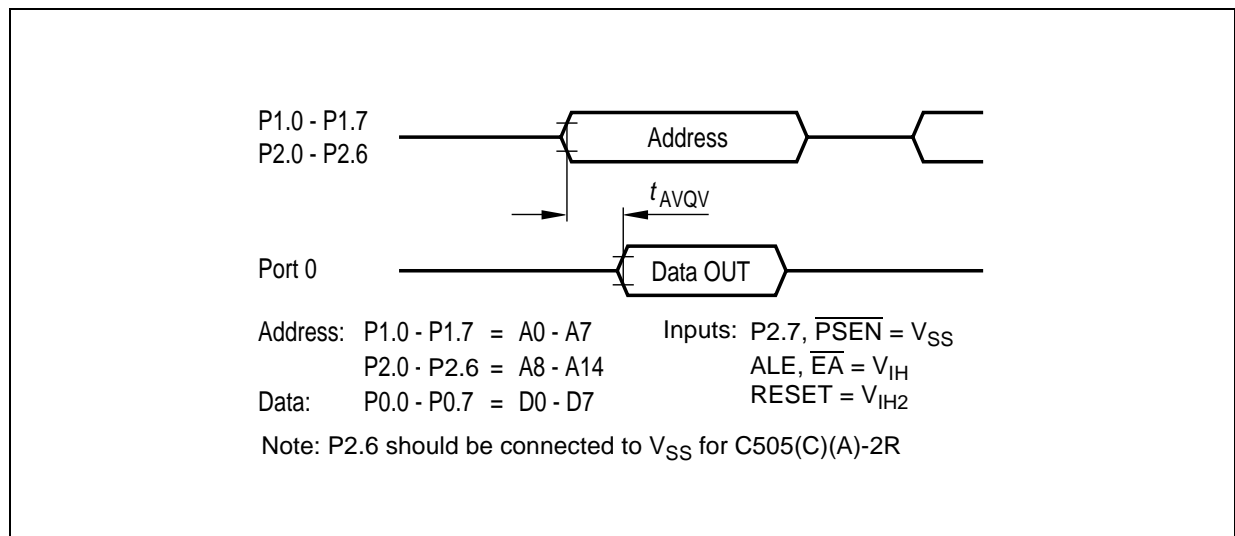 P1.0 - P1.7
P2.0 - P2.6
Address
tAVQV
Port 0
Data OUT
Address: P1.0 - P1.7 = A0 - A7
P2.0 - P2.6 = A8 - A14
Data: P0.0 - P0.7 = D0 - D7
Inputs: P2.7, PSEN = VSS
ALE, EA = VIH
RESET = VIH2
Note: P2.6 should be connected to VSS for C505(C)(A)-2R